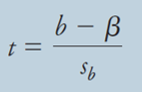 t = (b − β) / s_b